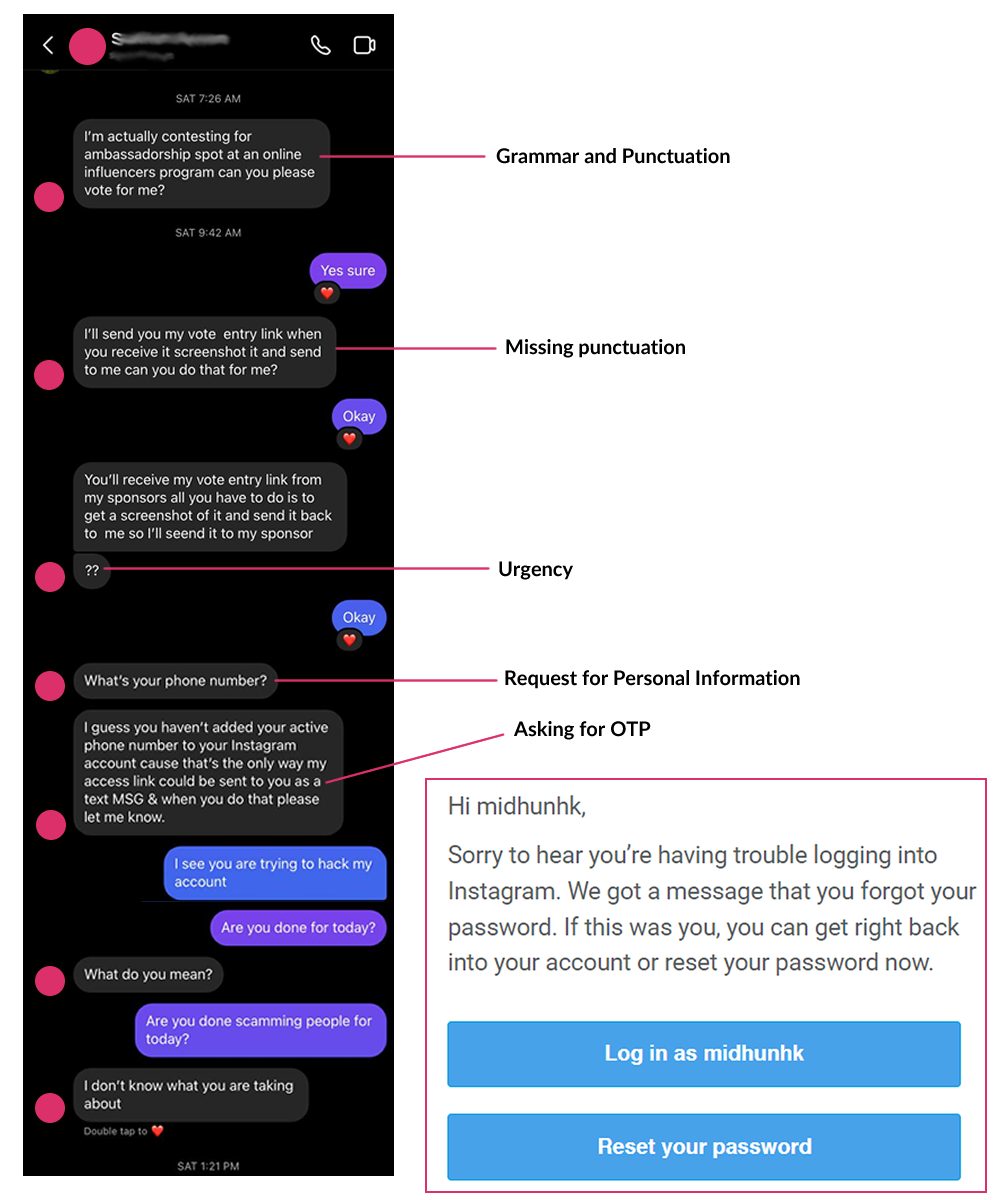 S
SAT 7:26 AM
I'm actually contesting for
ambassadorship spot at an online
influencers program can you please
vote for me?
Grammar and Punctuation
SAT 9:42 AM
Yes sure
I'll send you my vote  entry link when
you receive it screenshot it and send
to me can you do that for me?
Missing punctuation
Okay
You'll receive my vote entry link from
my sponsors all you have to do is to
get a screenshot of it and send it back
to  me so I'll seend it to my sponsor
??
Urgency
Okay
What's your phone number?
Request for Personal Information
I guess you haven't added your active
phone number to your Instagram
account cause that's the only way my
access link could be sent to you as a
text MSG & when you do that please
let me know.
Asking for OTP
I see you are trying to hack my
account
Are you done for today?
What do you mean?
Are you done scamming people for
today?
I don't know what you are taking
about
Double tap to ❤️
SAT 1:21 PM
Hi midhunhk,
Sorry to hear you're having trouble logging into
Instagram. We got a message that you forgot your
password. If this was you, you can get right back
into your account or reset your password now.
Log in as midhunhk
Reset your password